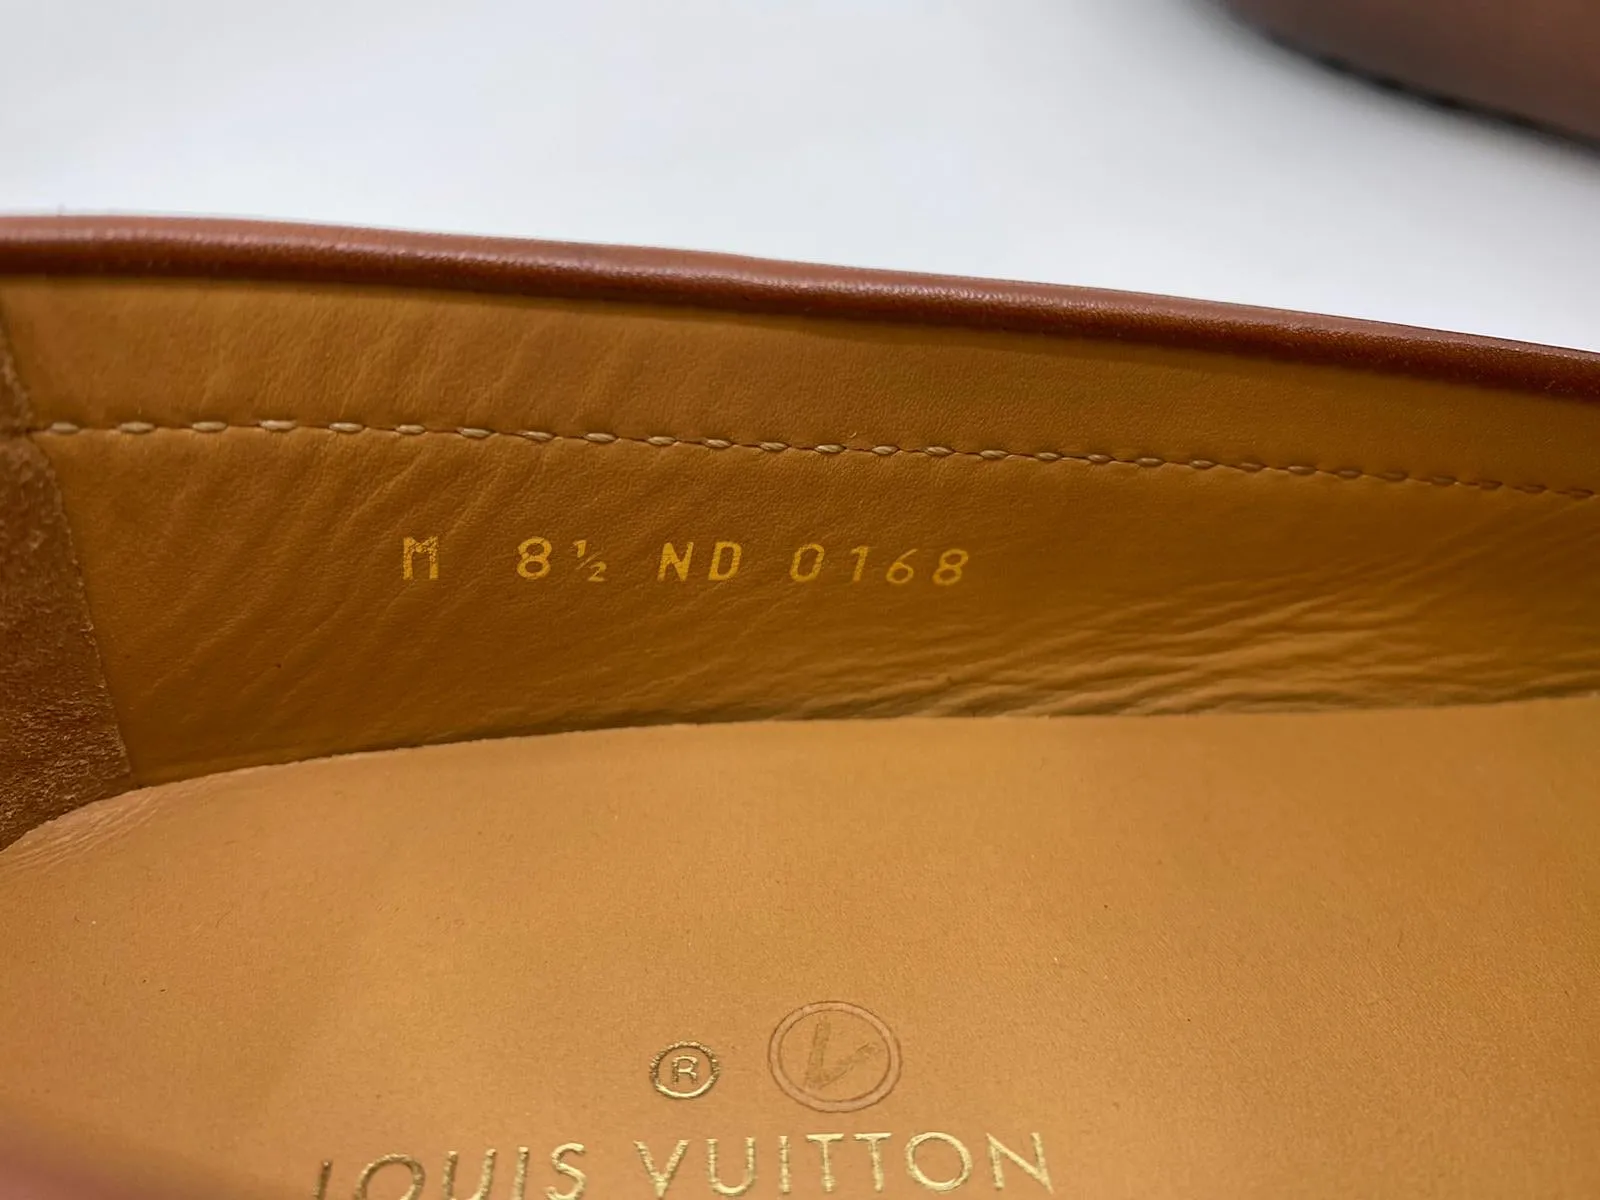 M 8½ ND 0168
®
LOUIS VUITTON